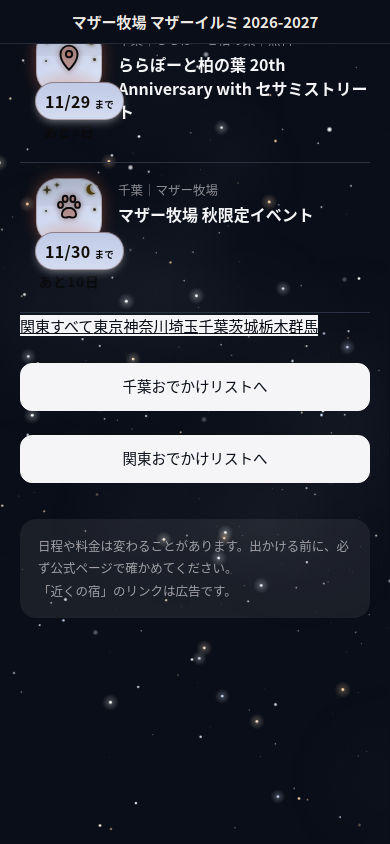 マザー牧場 マザーイルミ 2026-2027
ららぽーと柏の葉 20th
Anniversary with セサミストリー
ト
11/29 まで
千葉｜マザー牧場
マザー牧場 秋限定イベント
11/30 まで
あと10日
関東すべて東京神奈川埼玉千葉茨城栃木群馬
千葉おでかけリストへ
関東おでかけリストへ
日程や料金は変わることがあります。出かける前に、必
ず公式ページで確かめてください。
「近くの宿」のリンクは広告です。